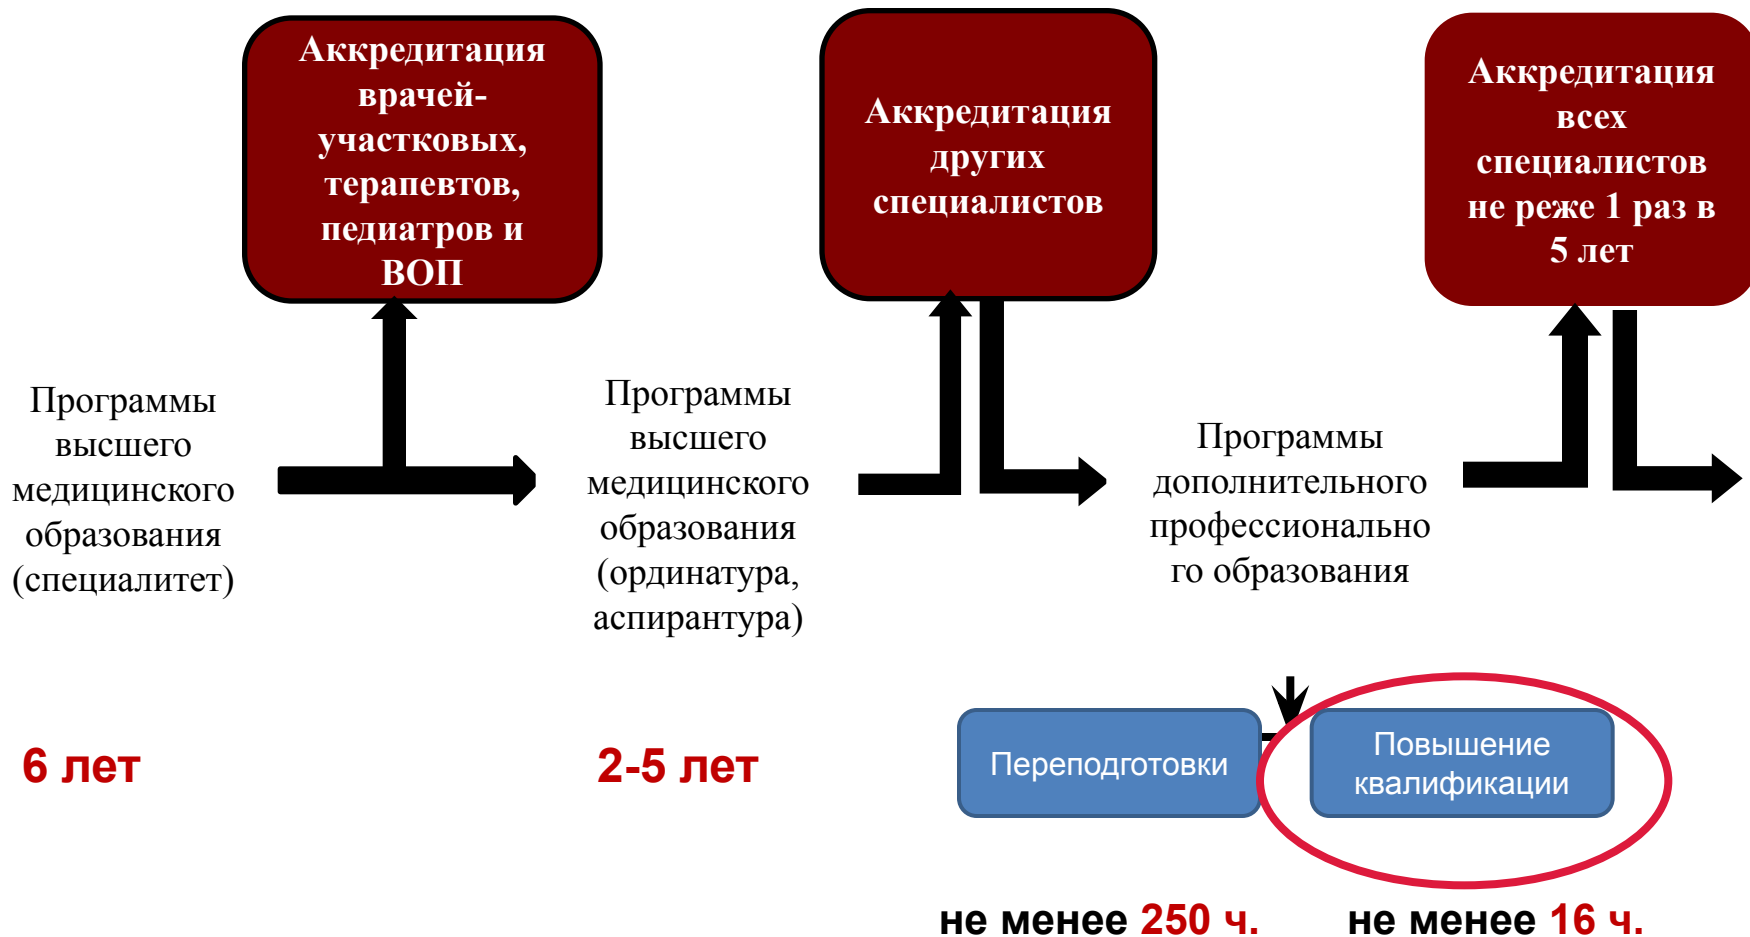 Аккредитация
врачей-
участковых,
терапевтов,
педиатров и
ВОП
Аккредитация
других
специалистов
Аккредитация
всех
специалистов
не реже 1 раз в
5 лет
Программы
высшего
медицинского
образования
(специалитет)
Программы
высшего
медицинского
образования
(ординатура,
аспирантура)
Программы
дополнительного
профессионально
го образования
6 лет
2-5 лет
Переподготовки
Повышение
квалификации
не менее 250 ч.
не менее 16 ч.